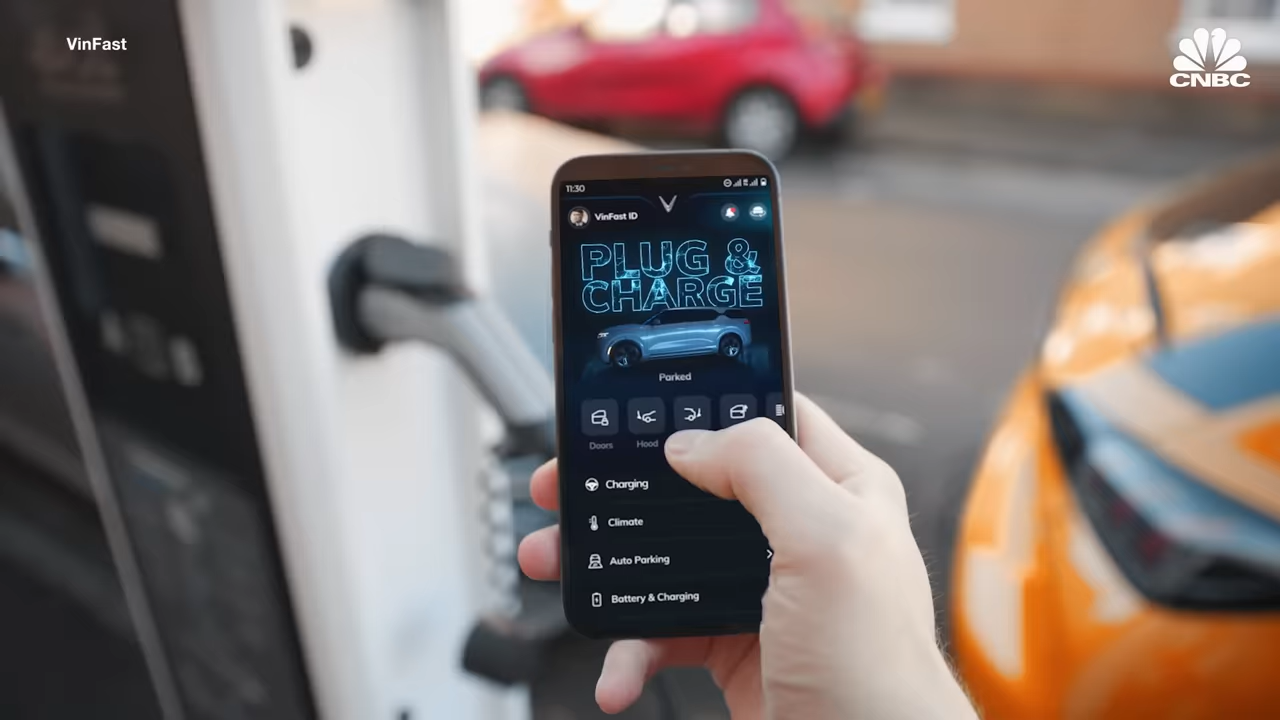 VinFast
CNBC
11:30
VinFast ID
PLUG &
CHARGE
Parked
Doors
Hood
Charging
Climate
Auto Parking
Battery & Charging